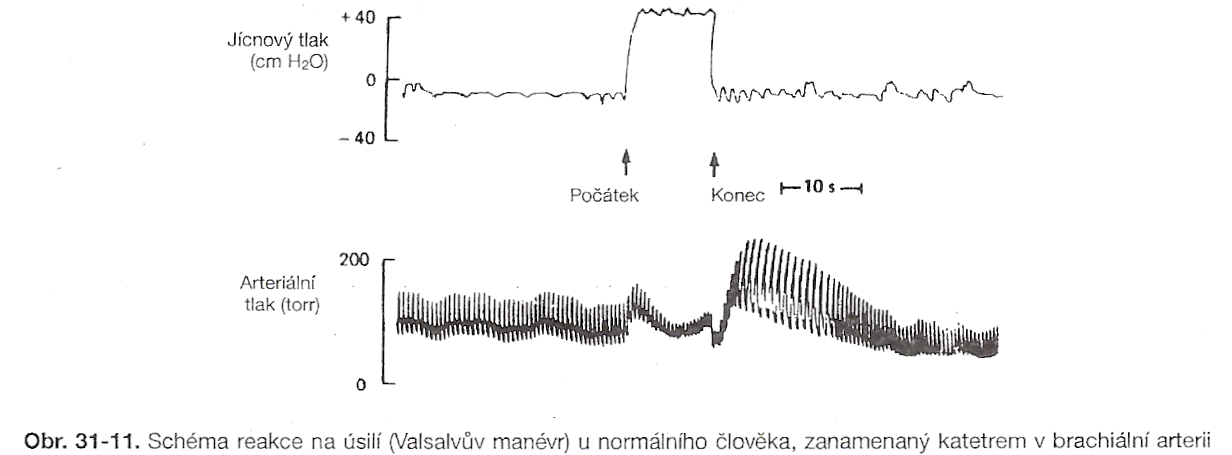 + 40
Jícnový tlak
(cm H₂O)
0
– 40
Počátek
Konec
10 s
200
Arteriální
tlak (torr)
0
Obr. 31-11. Schéma reakce na úsilí (Valsalvův manévr) u normálního člověka, zanamenaný katetrem v brachiální arterii